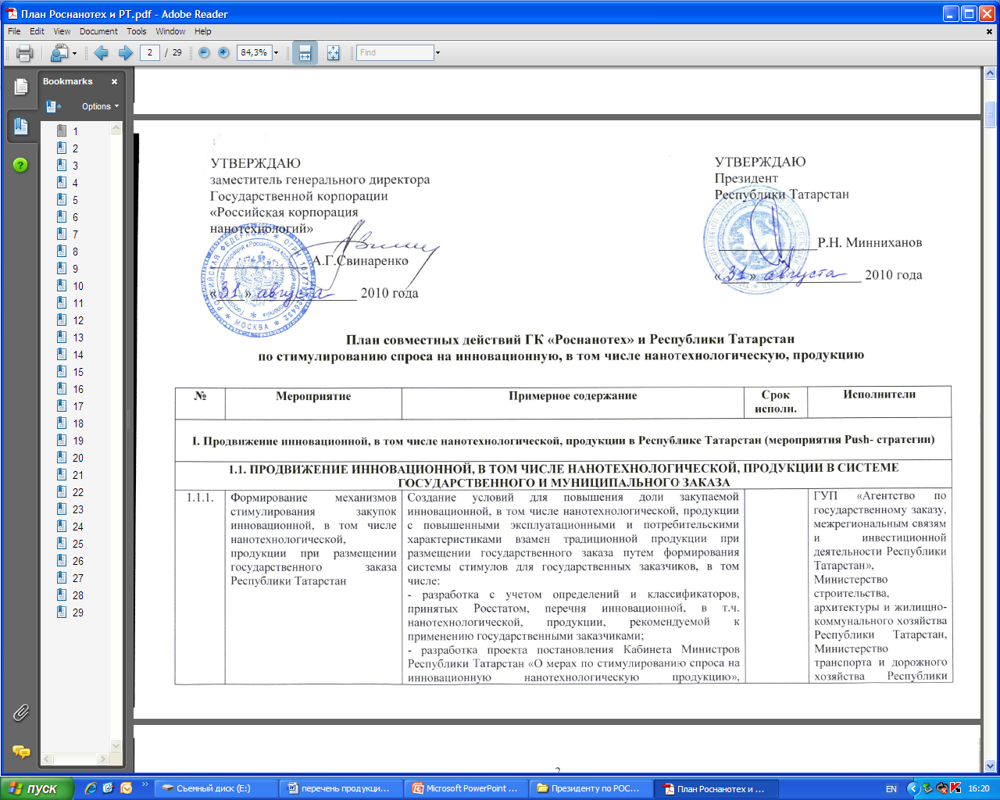 План Роснанотех и РТ.pdf - Adobe Reader
File Edit View Document Tools Window Help
2 / 29 84,3% Find
Bookmarks
Options
1
2
3
4
5
6
7
8
9
10
11
12
13
14
15
16
17
18
19
20
21
22
23
24
25
26
27
28
29
УТВЕРЖДАЮ
заместитель генерального директора
Государственной корпорации
«Российская корпорация
нанотехнологий»
А.Г.Свинаренко
«31» августа 2010 года
РОССИЙСКАЯ ФЕДЕРАЦИЯ * ОГРН
* МОСКВА *
УТВЕРЖДАЮ
Президент
Республики Татарстан
Р.Н. Минниханов
«31» августа 2010 года
План совместных действий ГК «Роснанотех» и Республики Татарстан
по стимулированию спроса на инновационную, в том числе нанотехнологическую, продукцию
№ Мероприятие Примерное содержание Срок исполн. Исполнители
I. Продвижение инновационной, в том числе нанотехнологической, продукции в Республике Татарстан (мероприятия Push- стратегии)
1.1. ПРОДВИЖЕНИЕ ИННОВАЦИОННОЙ, В ТОМ ЧИСЛЕ НАНОТЕХНОЛОГИЧЕСКОЙ, ПРОДУКЦИИ В СИСТЕМЕ
ГОСУДАРСТВЕННОГО И МУНИЦИПАЛЬНОГО ЗАКАЗА
1.1.1.
Формирование механизмов
стимулирования закупок
инновационной, в том числе
нанотехнологической,
продукции при размещении
государственного заказа
Республики Татарстан
Создание условий для повышения доли закупаемой
инновационной, в том числе нанотехнологической, продукции
с повышенными эксплуатационными и потребительскими
характеристиками взамен традиционной продукции при
размещении государственного заказа путем формирования
системы стимулов для государственных заказчиков, в том
числе:
- разработка с учетом определений и классификаторов,
принятых Росстатом, перечня инновационной, в т.ч.
нанотехнологической, продукции, рекомендуемой к
применению государственными заказчиками;
- разработка проекта постановления Кабинета Министров
Республики Татарстан «О мерах по стимулированию спроса на
инновационную нанотехнологическую продукцию»,
ГУП «Агентство по
государственному заказу,
межрегиональным связям
и инвестиционной
деятельности Республики
Татарстан»,
Министерство
строительства,
архитектуры и жилищно-
коммунального хозяйства
Республики Татарстан,
Министерство
транспорта и дорожного
хозяйства Республики
пуск
Съемный диск (E:)
перечень продукци...
Microsoft PowerPoint ...
Президенту по РОС...
План Роснанотех и ...
EN
16:20